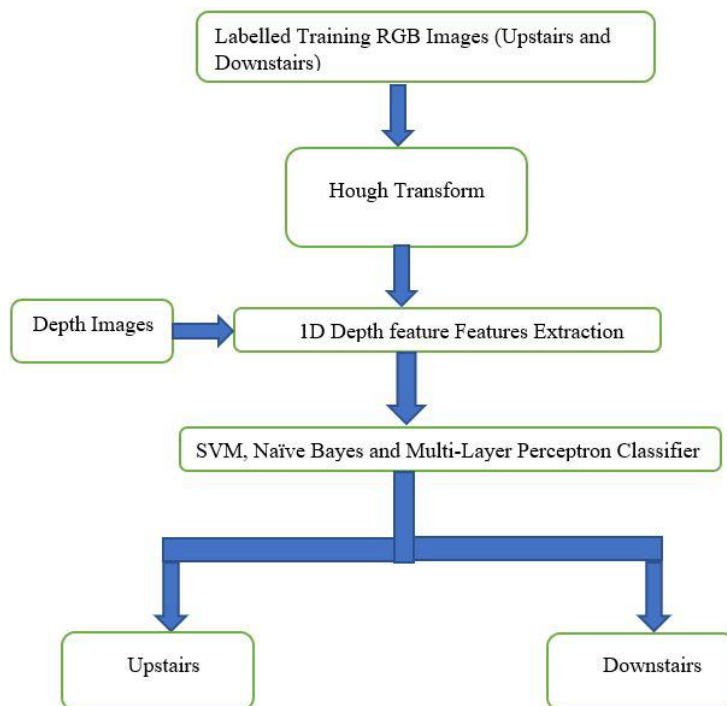 Labelled Training RGB Images (Upstairs and
Downstairs)
Hough Transform
Depth Images
1D Depth feature Features Extraction
SVM, Naïve Bayes and Multi-Layer Perceptron Classifier
Upstairs
Downstairs